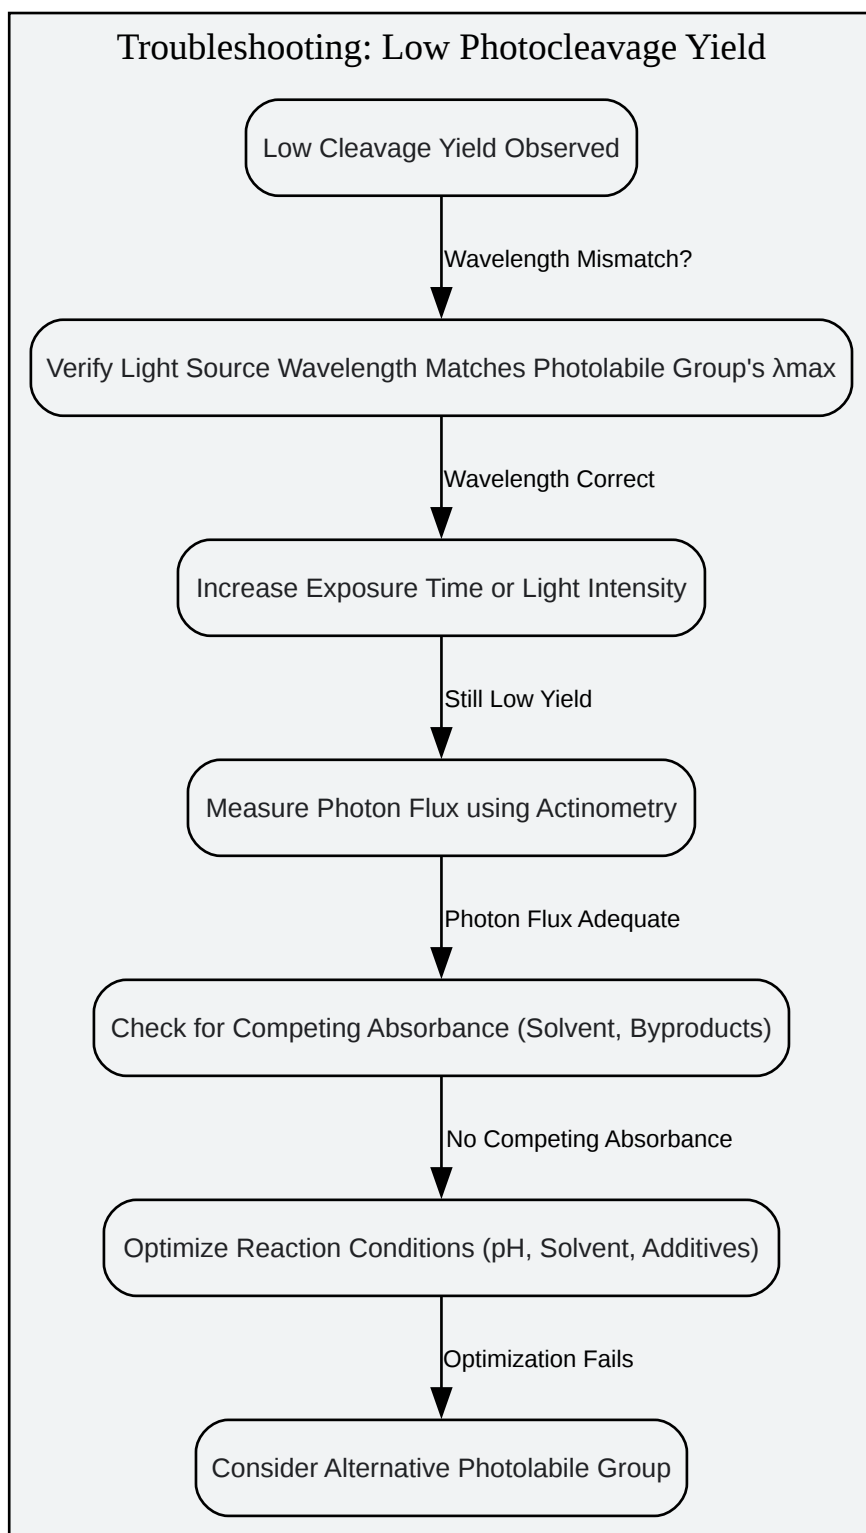 Troubleshooting: Low Photocleavage Yield
Low Cleavage Yield Observed
Wavelength Mismatch?
Verify Light Source Wavelength Matches Photolabile Group's λmax
Wavelength Correct
Increase Exposure Time or Light Intensity
Still Low Yield
Measure Photon Flux using Actinometry
Photon Flux Adequate
Check for Competing Absorbance (Solvent, Byproducts)
No Competing Absorbance
Optimize Reaction Conditions (pH, Solvent, Additives)
Optimization Fails
Consider Alternative Photolabile Group